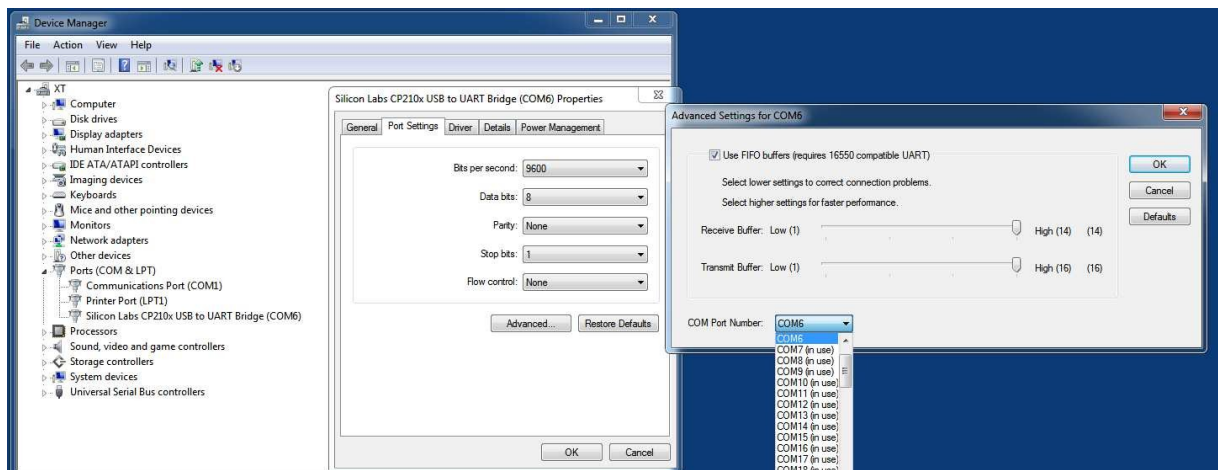 Device Manager
File Action View Help
XT
Computer
Disk drives
Display adapters
Human Interface Devices
IDE ATA/ATAPI controllers
Imaging devices
Keyboards
Mice and other pointing devices
Monitors
Network adapters
Other devices
Ports (COM & LPT)
Communications Port (COM1)
Printer Port (LPT1)
Silicon Labs CP210x USB to UART Bridge (COM6)
Processors
Sound, video and game controllers
Storage controllers
System devices
Universal Serial Bus controllers
Silicon Labs CP210x USB to UART Bridge (COM6) Properties
General Port Settings Driver Details Power Management
Bits per second: 9600
Data bits: 8
Parity: None
Stop bits: 1
Flow control: None
Advanced... Restore Defaults
OK Cancel
Advanced Settings for COM6
Use FIFO buffers (requires 16550 compatible UART)
OK
Select lower settings to correct connection problems.
Cancel
Select higher settings for faster performance.
Defaults
Receive Buffer: Low (1) High (14) (14)
Transmit Buffer: Low (1) High (16) (16)
COM Port Number: COM6
COM6
COM7 (in use)
COM8 (in use)
COM9 (in use)
COM10 (in use)
COM11 (in use)
COM12 (in use)
COM13 (in use)
COM14 (in use)
COM15 (in use)
COM16 (in use)
COM17 (in use)
COM18 (in use)